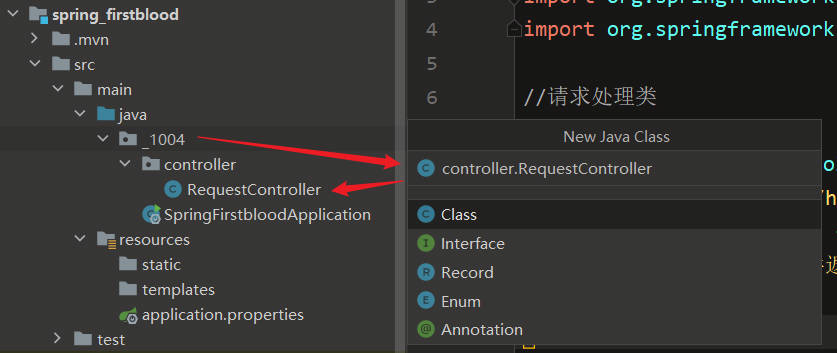 spring_firstblood
.mvn
src
main
java
_1004
controller
RequestController
SpringFirstbloodApplication
resources
static
templates
application.properties
test
import org.springframework
4 import org.springframework
5
6 //请求处理类
New Java Class
controller.RequestController
Class
Interface
Record
Enum
Annotation